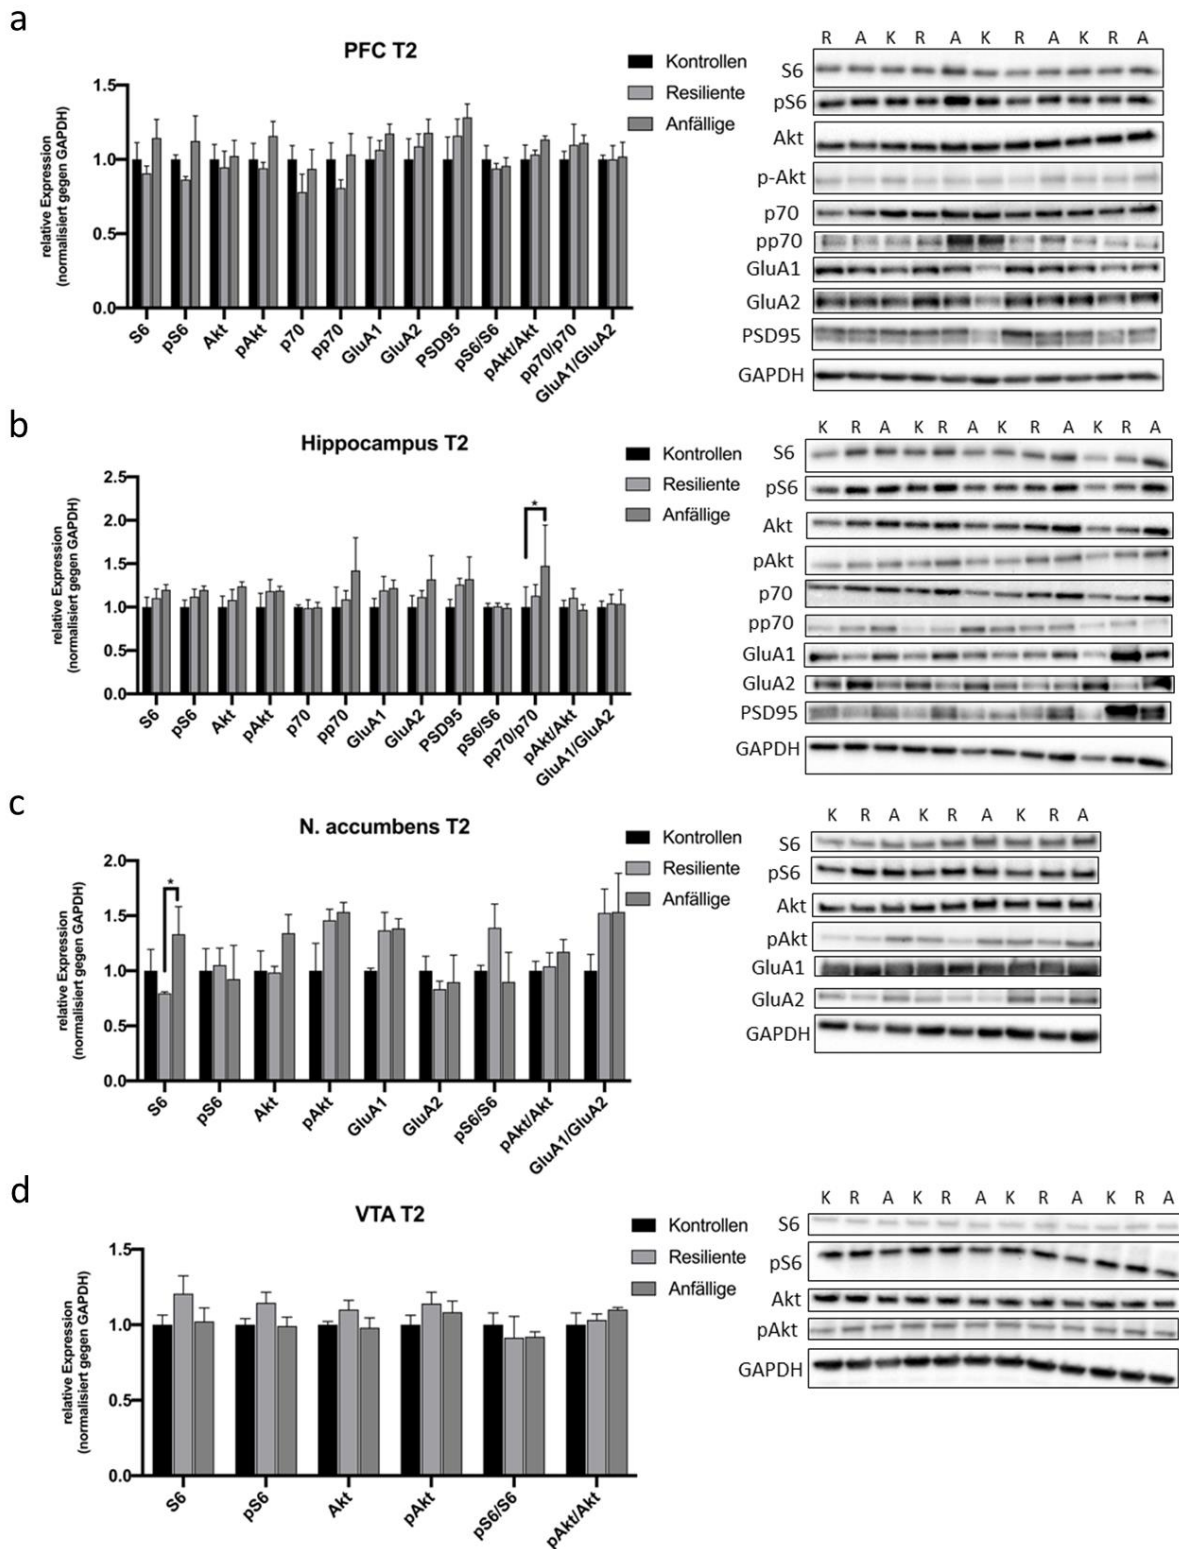 a
PFC T2
relative Expression
(normalisiert gegen GAPDH)
1.5
1.0
0.5
0.0
S6 pS6 Akt pAkt p70 pp70 GluA1 GluA2 PSD95 pS6/S6 pAkt/Akt pp70/p70 GluA1/GluA2
Kontrollen
Resiliente
Anfällige
R A K R A K R A K R A
S6
pS6
Akt
p-Akt
p70
pp70
GluA1
GluA2
PSD95
GAPDH
b
Hippocampus T2
relative Expression
(normalisiert gegen GAPDH)
2.5
2.0
1.5
1.0
0.5
0.0
*
S6 pS6 Akt pAkt p70 pp70 GluA1 GluA2 PSD95 pS6/S6 pp70/p70 pAkt/Akt GluA1/GluA2
Kontrollen
Resiliente
Anfällige
K R A K R A K R A K R A
S6
pS6
Akt
pAkt
p70
pp70
GluA1
GluA2
PSD95
GAPDH
c
N. accumbens T2
relative Expression
(normalisiert gegen GAPDH)
2.0
1.5
1.0
0.5
0.0
*
S6 pS6 Akt pAkt GluA1 GluA2 pS6/S6 pAkt/Akt GluA1/GluA2
Kontrollen
Resiliente
Anfällige
K R A K R A K R A
S6
pS6
Akt
pAkt
GluA1
GluA2
GAPDH
d
VTA T2
relative Expression
(normalisiert gegen GAPDH)
1.5
1.0
0.5
0.0
S6 pS6 Akt pAkt pS6/S6 pAkt/Akt
Kontrollen
Resiliente
Anfällige
K R A K R A K R A K R A
S6
pS6
Akt
pAkt
GAPDH